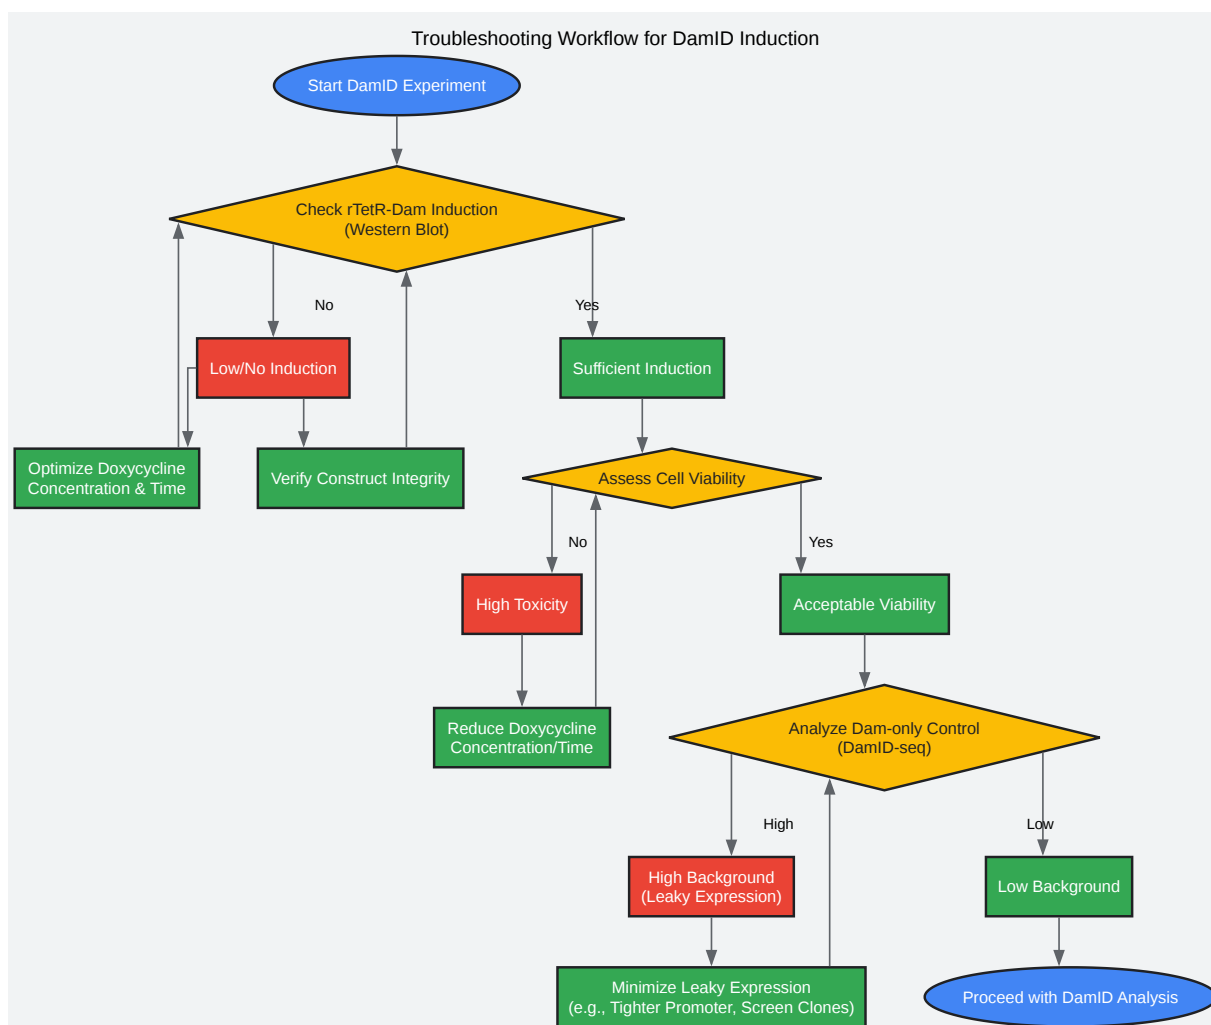 Troubleshooting Workflow for DamID Induction
Start DamID Experiment
Check rTetR-Dam Induction
(Western Blot)
No
Yes
Low/No Induction
Sufficient Induction
Optimize Doxycycline
Concentration & Time
Verify Construct Integrity
Assess Cell Viability
No
Yes
High Toxicity
Acceptable Viability
Reduce Doxycycline
Concentration/Time
Analyze Dam-only Control
(DamID-seq)
High
Low
High Background
(Leaky Expression)
Low Background
Minimize Leaky Expression
(e.g., Tighter Promoter, Screen Clones)
Proceed with DamID Analysis